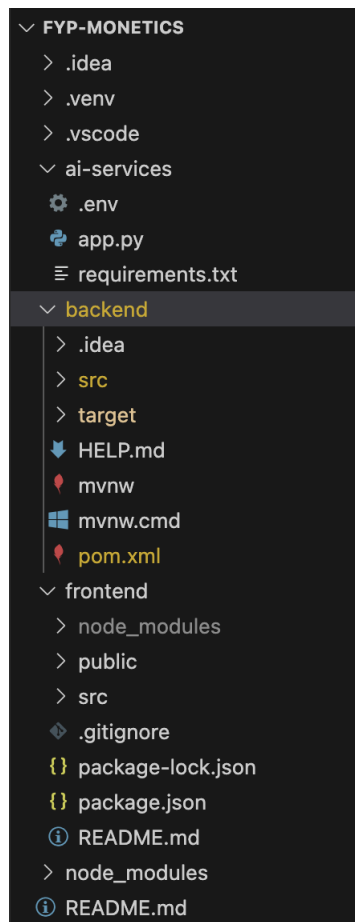 FYP-MONETICS
.idea
.venv
.vscode
ai-services
.env
app.py
requirements.txt
backend
.idea
src
target
HELP.md
mvnw
mvnw.cmd
pom.xml
frontend
node_modules
public
src
.gitignore
package-lock.json
package.json
README.md
node_modules
README.md